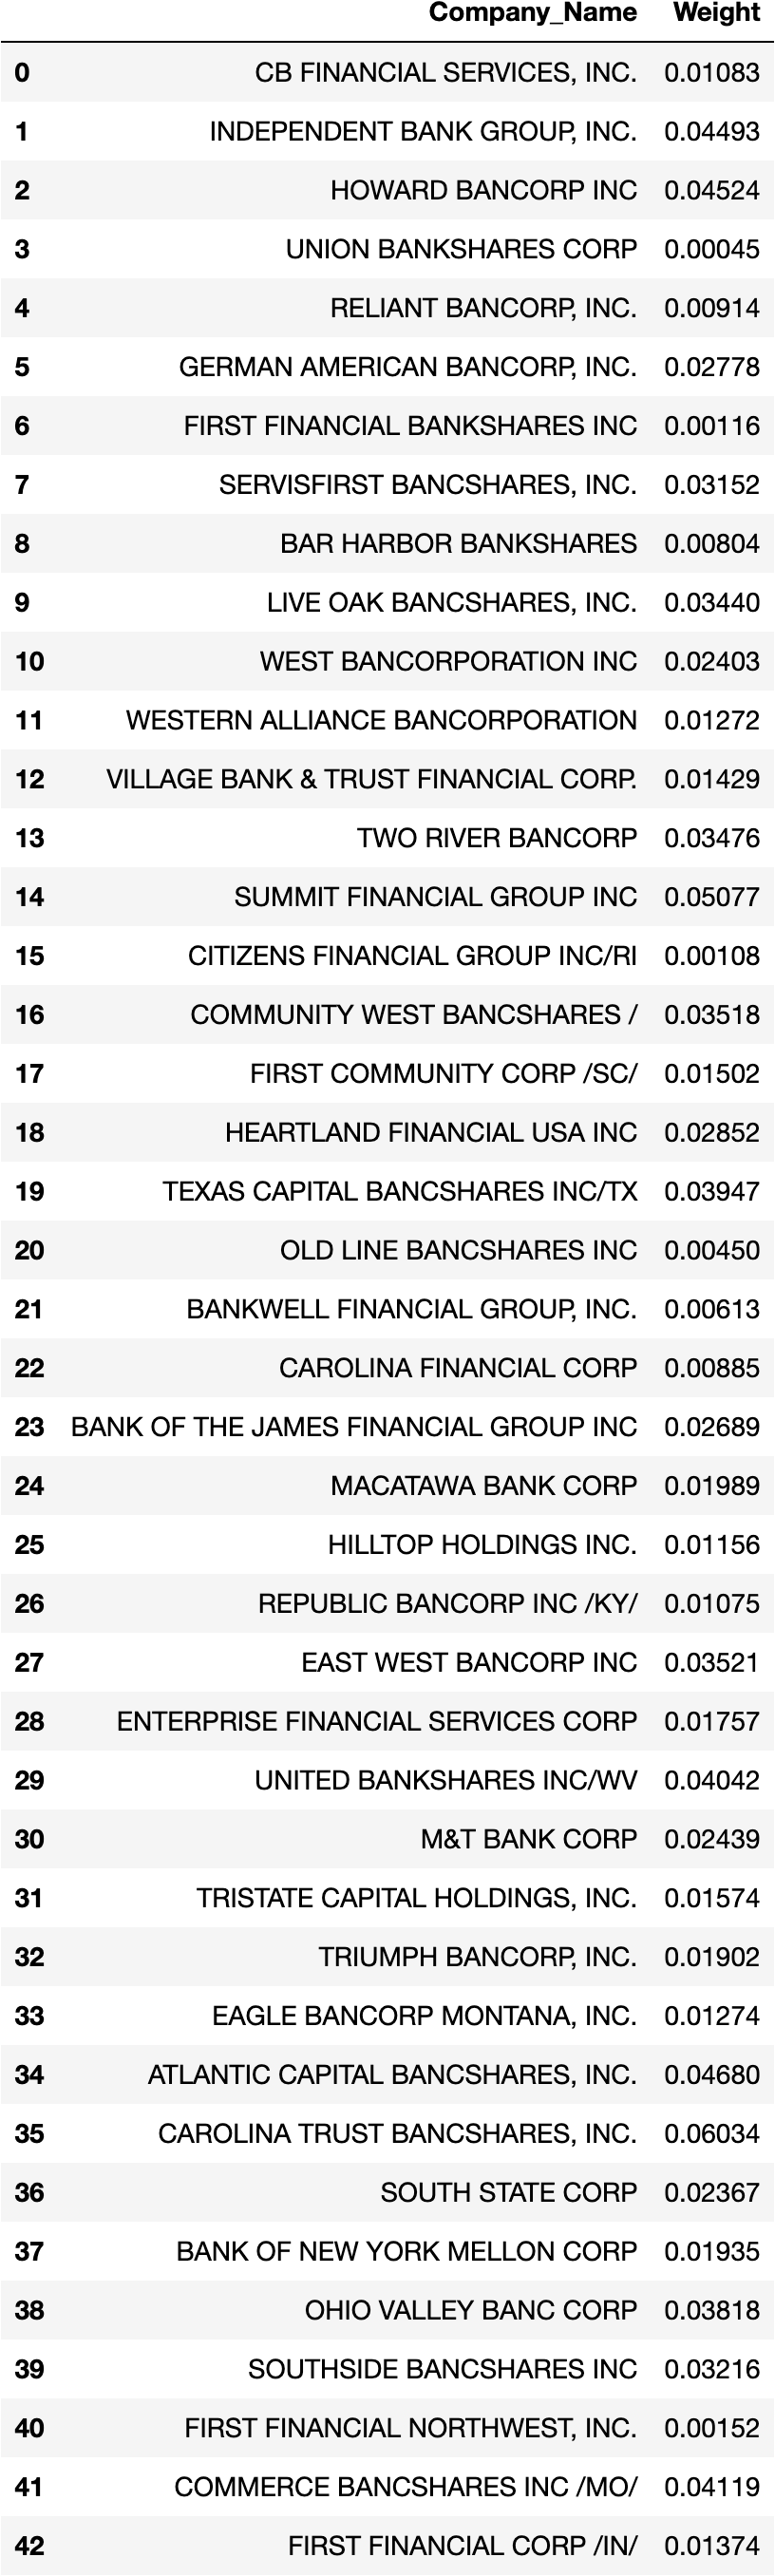 Company_Name Weight
0 CB FINANCIAL SERVICES, INC. 0.01083
1 INDEPENDENT BANK GROUP, INC. 0.04493
2 HOWARD BANCORP INC 0.04524
3 UNION BANKSHARES CORP 0.00045
4 RELIANT BANCORP, INC. 0.00914
5 GERMAN AMERICAN BANCORP, INC. 0.02778
6 FIRST FINANCIAL BANKSHARES INC 0.00116
7 SERVISFIRST BANCSHARES, INC. 0.03152
8 BAR HARBOR BANKSHARES 0.00804
9 LIVE OAK BANCSHARES, INC. 0.03440
10 WEST BANCORPORATION INC 0.02403
11 WESTERN ALLIANCE BANCORPORATION 0.01272
12 VILLAGE BANK & TRUST FINANCIAL CORP. 0.01429
13 TWO RIVER BANCORP 0.03476
14 SUMMIT FINANCIAL GROUP INC 0.05077
15 CITIZENS FINANCIAL GROUP INC/RI 0.00108
16 COMMUNITY WEST BANCSHARES / 0.03518
17 FIRST COMMUNITY CORP /SC/ 0.01502
18 HEARTLAND FINANCIAL USA INC 0.02852
19 TEXAS CAPITAL BANCSHARES INC/TX 0.03947
20 OLD LINE BANCSHARES INC 0.00450
21 BANKWELL FINANCIAL GROUP, INC. 0.00613
22 CAROLINA FINANCIAL CORP 0.00885
23 BANK OF THE JAMES FINANCIAL GROUP INC 0.02689
24 MACATAWA BANK CORP 0.01989
25 HILLTOP HOLDINGS INC. 0.01156
26 REPUBLIC BANCORP INC /KY/ 0.01075
27 EAST WEST BANCORP INC 0.03521
28 ENTERPRISE FINANCIAL SERVICES CORP 0.01757
29 UNITED BANKSHARES INC/WV 0.04042
30 M&T BANK CORP 0.02439
31 TRISTATE CAPITAL HOLDINGS, INC. 0.01574
32 TRIUMPH BANCORP, INC. 0.01902
33 EAGLE BANCORP MONTANA, INC. 0.01274
34 ATLANTIC CAPITAL BANCSHARES, INC. 0.04680
35 CAROLINA TRUST BANCSHARES, INC. 0.06034
36 SOUTH STATE CORP 0.02367
37 BANK OF NEW YORK MELLON CORP 0.01935
38 OHIO VALLEY BANC CORP 0.03818
39 SOUTHSIDE BANCSHARES INC 0.03216
40 FIRST FINANCIAL NORTHWEST, INC. 0.00152
41 COMMERCE BANCSHARES INC /MO/ 0.04119
42 FIRST FINANCIAL CORP /IN/ 0.01374